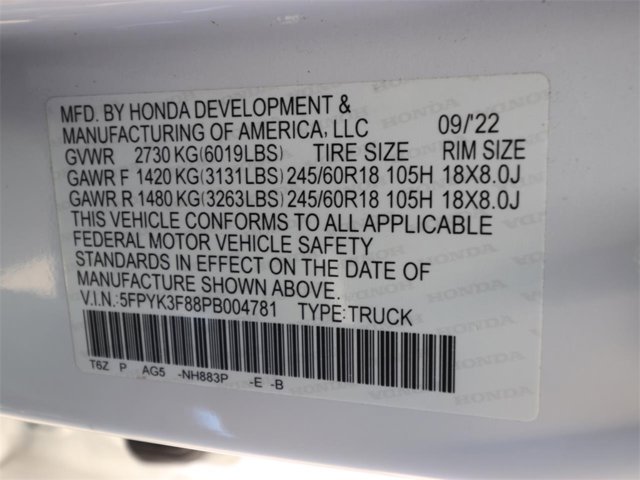 MFD. BY HONDA DEVELOPMENT &
MANUFACTURING OF AMERICA, LLC 09/'22
GVWR 2730 KG(6019LBS) TIRE SIZE RIM SIZE
GAWR F 1420 KG(3131LBS) 245/60R18 105H 18X8.0J
GAWR R 1480 KG(3263LBS) 245/60R18 105H 18X8.0J
THIS VEHICLE CONFORMS TO ALL APPLICABLE
FEDERAL MOTOR VEHICLE SAFETY
STANDARDS IN EFFECT ON THE DATE OF
MANUFACTURE SHOWN ABOVE.
V.I.N.:5FPYK3F88PB004781 TYPE:TRUCK
T6Z P AG5 -NH883P -E -B